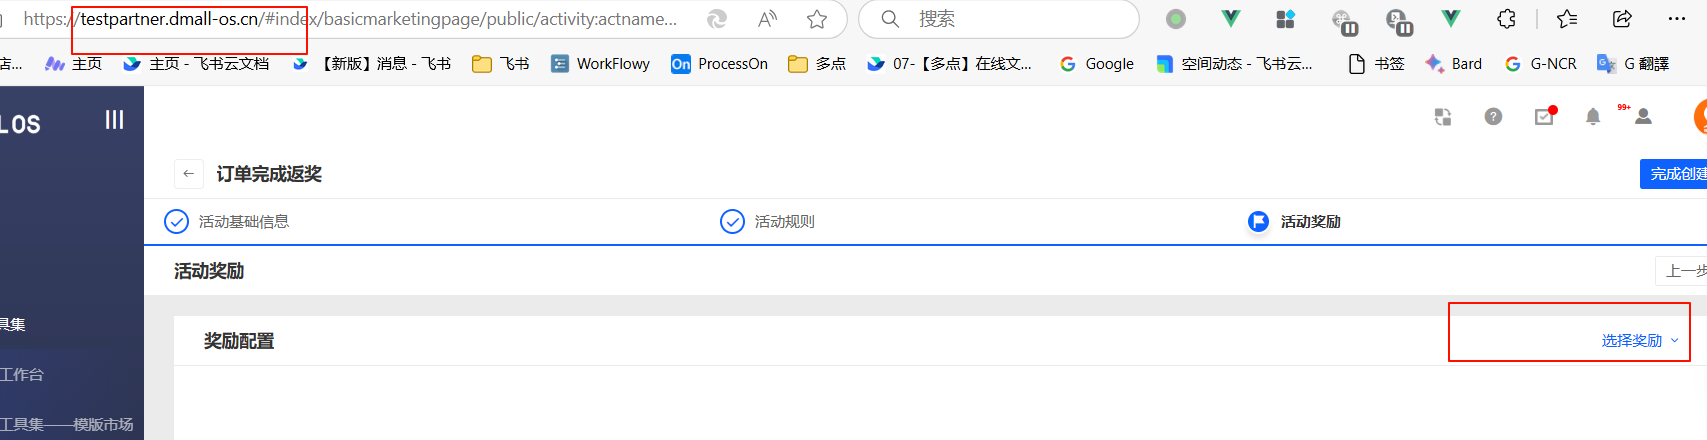 https://testpartner.dmall-os.cn/#index/basicmarketingpage/public/activity:actname... A 搜索
店... 主页 主页 - 飞书云文档 【新版】消息 - 飞书 飞书 WorkFlowy On ProcessOn 多点 07-【多点】在线文... Google 空间动态 - 飞书云... 书签 Bard G-NCR G 翻譯
LOS 99+
订单完成返奖 完成创建
活动基础信息 活动规则 活动奖励
活动奖励 上一步
具集
奖励配置 选择奖励
工作台
工具集——模版市场